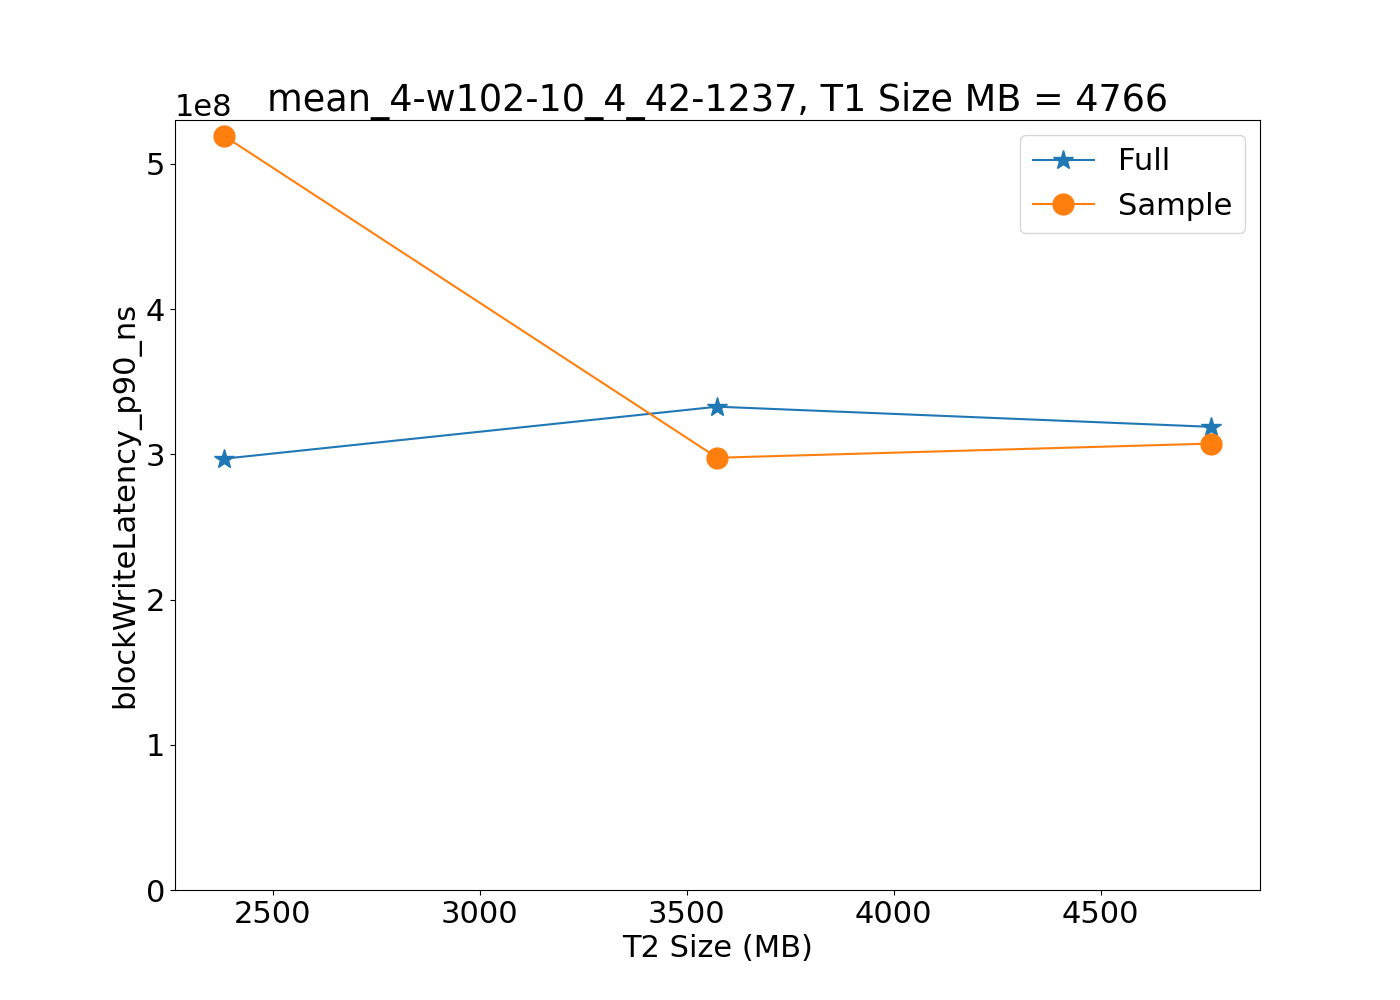 1e8
mean_4-w102-10_4_42-1237, T1 Size MB = 4766
Full
Sample
blockWriteLatency_p90_ns
5
4
3
2
1
0
2500 3000 3500 4000 4500
T2 Size (MB)